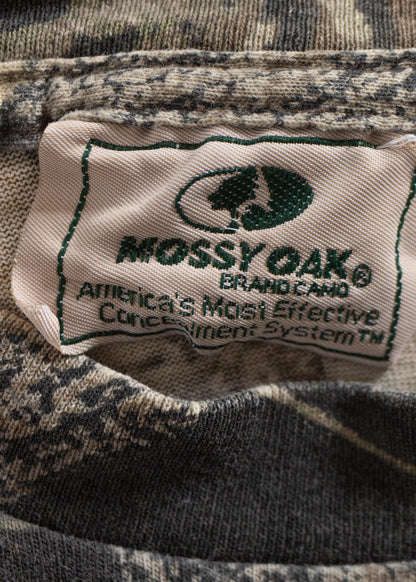 MOSSY OAK®
BRAND CAMO
America's Most Effective
Concealment System™